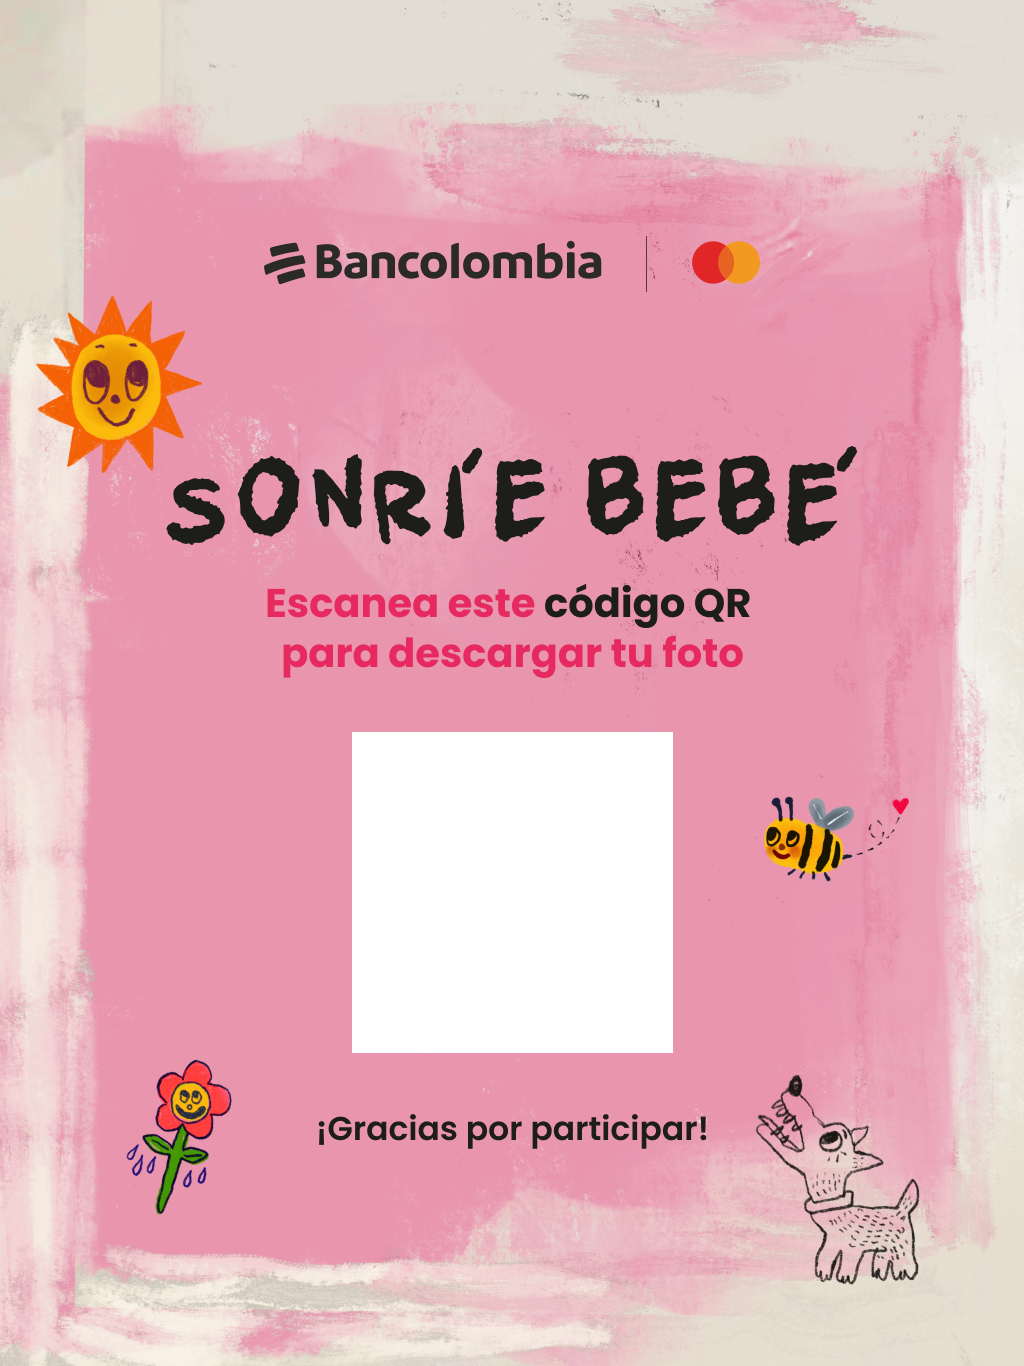 Bancolombia
SONRÍE BEBÉ
Escanea este código QR
para descargar tu foto
¡Gracias por participar!